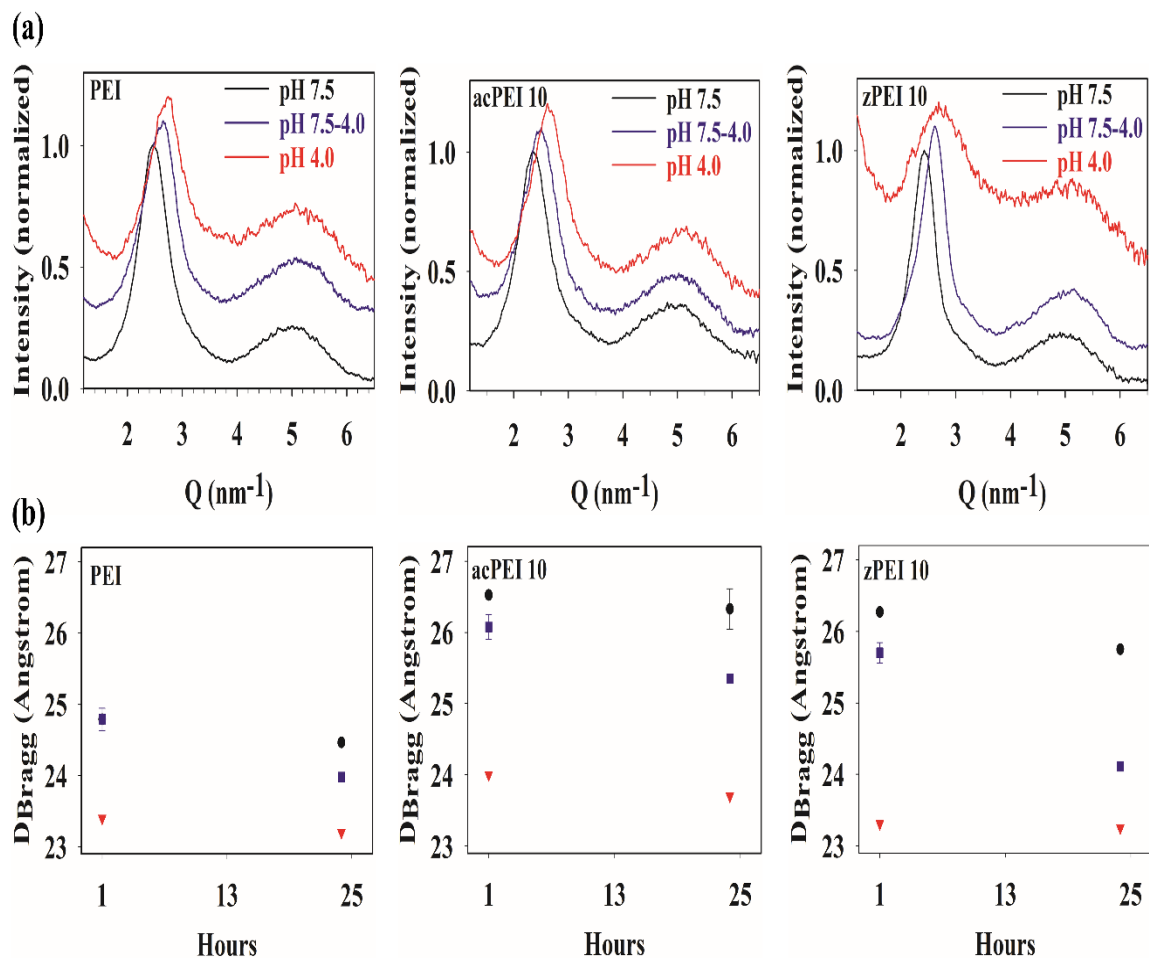 (a)
PEI
pH 7.5
pH 7.5-4.0
pH 4.0
Intensity (normalized)
1.0
0.5
0.0
2 3 4 5 6
Q (nm-1)
acPEI 10
pH 7.5
pH 7.5-4.0
pH 4.0
Intensity (normalized)
1.0
0.5
0.0
2 3 4 5 6
Q (nm-1)
zPEI 10
pH 7.5
pH 7.5-4.0
pH 4.0
Intensity (normalized)
1.0
0.5
0.0
2 3 4 5 6
Q (nm-1)
(b)
PEI
DBragg (Angstrom)
27
26
25
24
23
1 13 25
Hours
acPEI 10
DBragg (Angstrom)
27
26
25
24
23
1 13 25
Hours
zPEI 10
DBragg (Angstrom)
27
26
25
24
23
1 13 25
Hours